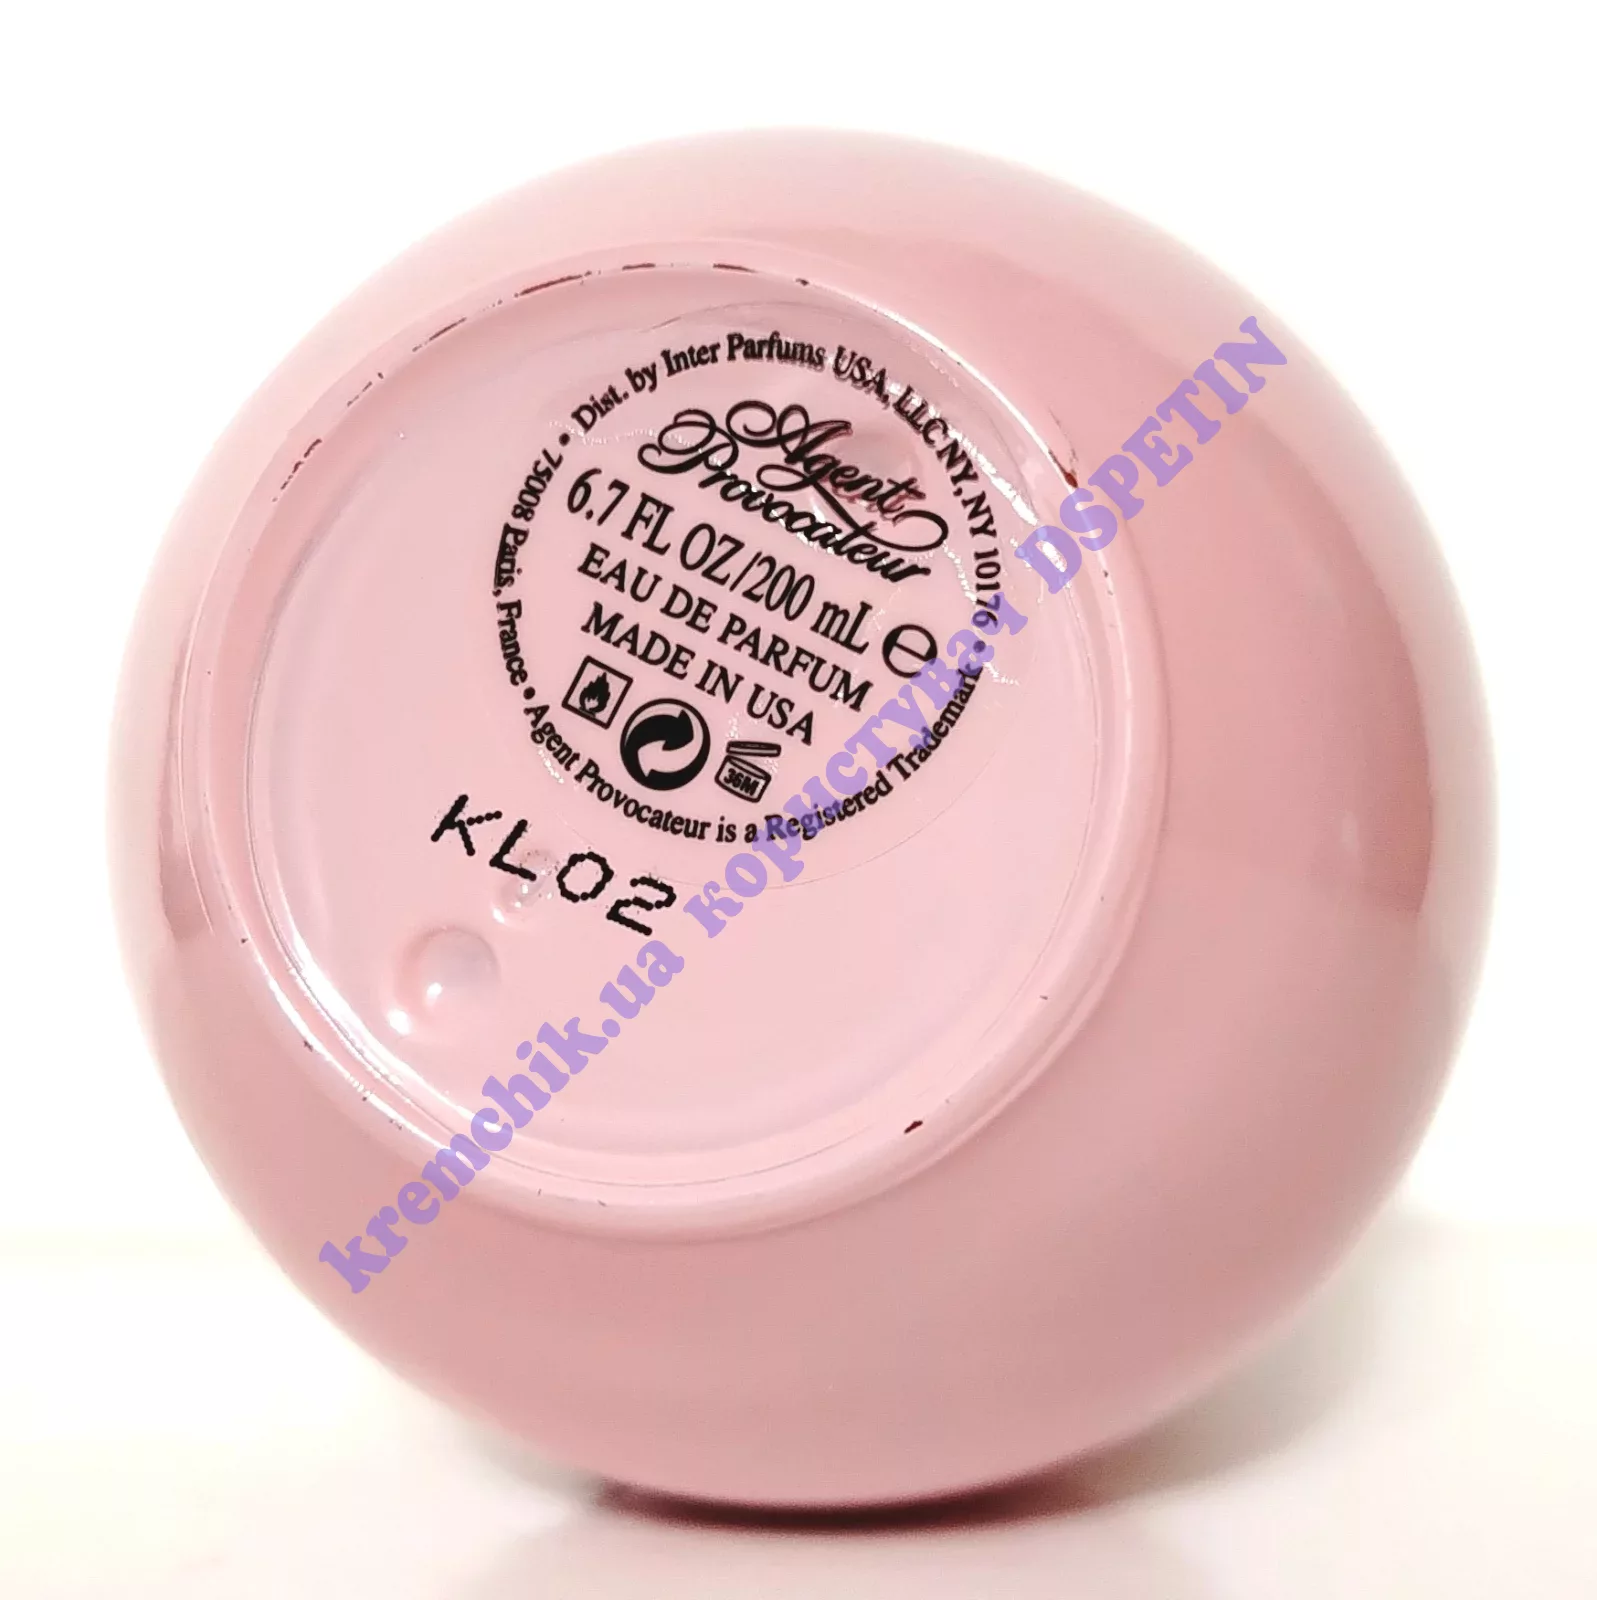 Dist. by Inter Parfums USA, LLC NY, NY 10176 •
75008 Paris, France • Agent Provocateur is a Registered Trademark •
Agent
Provocateur
6.7 FL OZ/200 mL ℮
EAU DE PARFUM
MADE IN USA
36M
KL02
kremchik.ua користувач DSPETIN